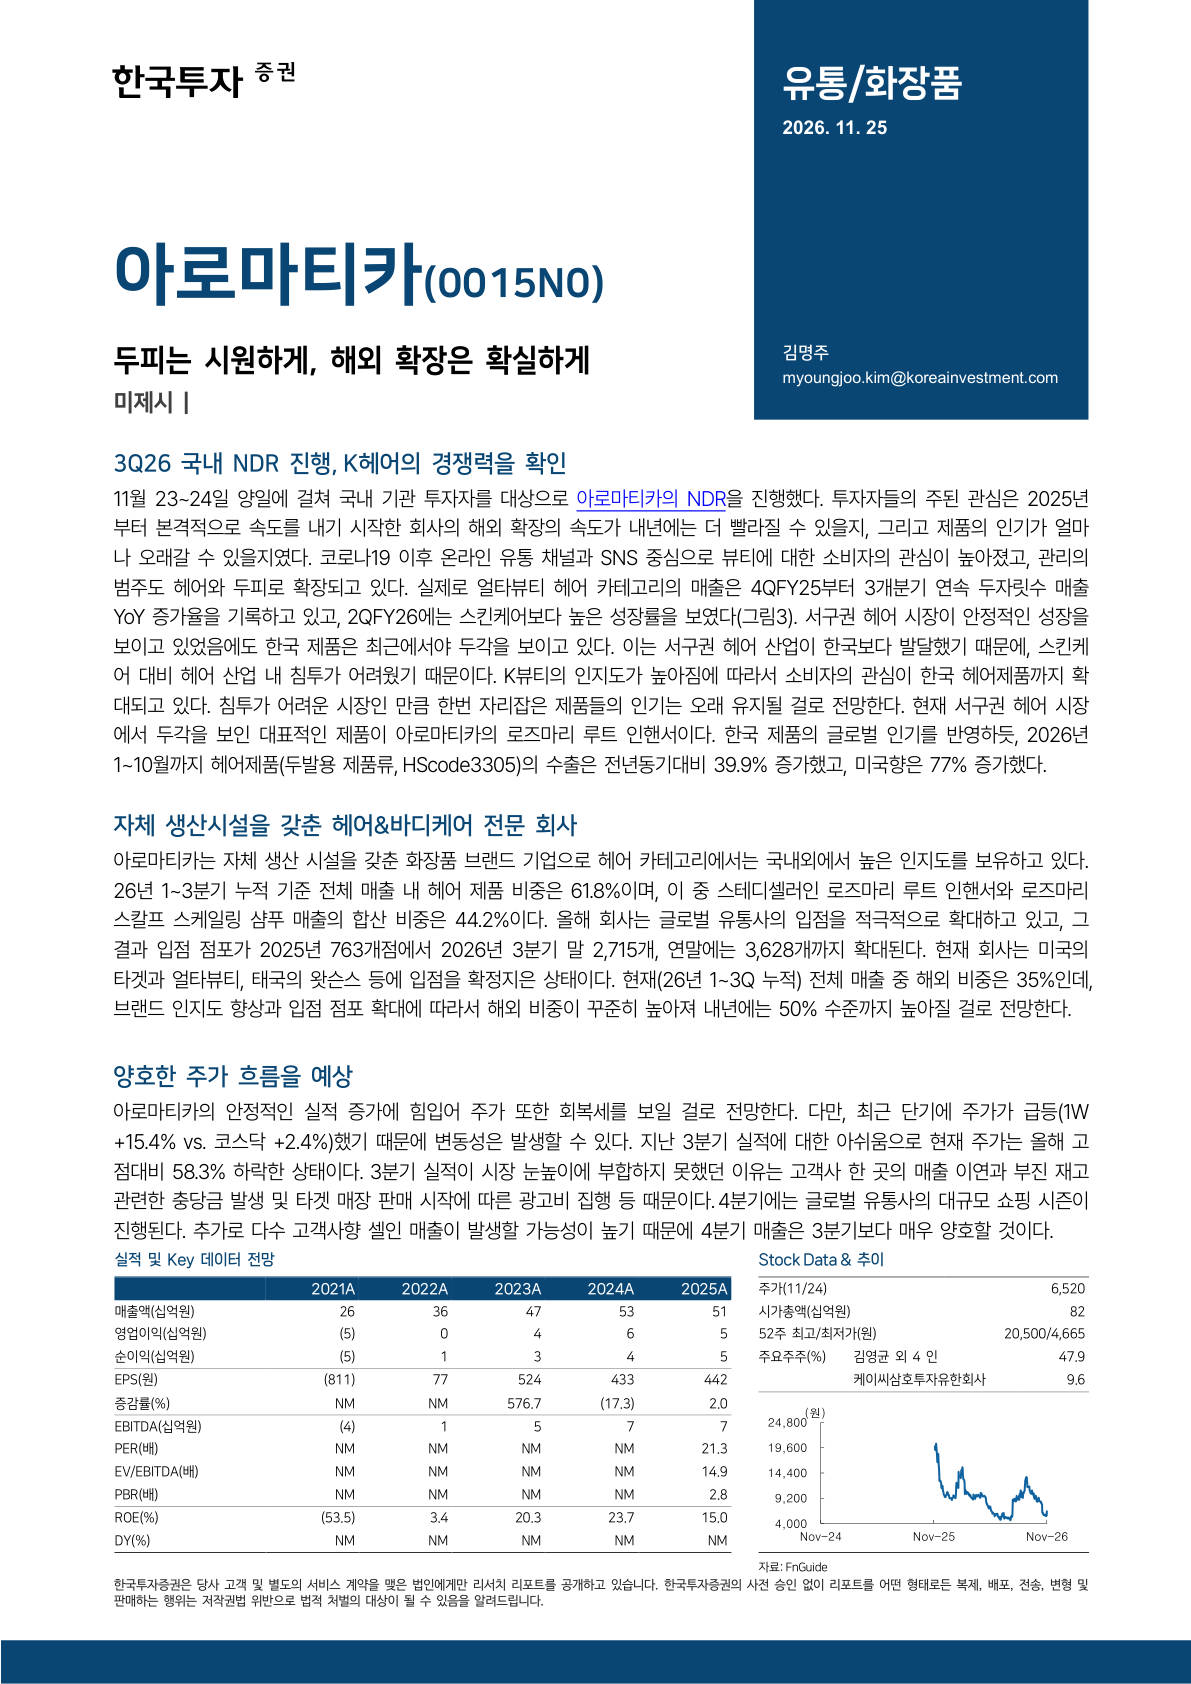 한국투자 증권
유통/화장품
2026. 11. 25
아로마티카(0015N0)
두피는 시원하게, 해외 확장은 확실하게
미제시 |
김명주
myoungjoo.kim@koreainvestment.com
3Q26 국내 NDR 진행, K헤어의 경쟁력을 확인
11월 23~24일 양일에 걸쳐 국내 기관 투자자를 대상으로 아로마티카의 NDR을 진행했다. 투자자들의 주된 관심은 2025년
부터 본격적으로 속도를 내기 시작한 회사의 해외 확장의 속도가 내년에는 더 빨라질 수 있을지, 그리고 제품의 인기가 얼마
나 오래갈 수 있을지였다. 코로나19 이후 온라인 유통 채널과 SNS 중심으로 뷰티에 대한 소비자의 관심이 높아졌고, 관리의
범주도 헤어와 두피로 확장되고 있다. 실제로 얼타뷰티 헤어 카테고리의 매출은 4QFY25부터 3개분기 연속 두자릿수 매출
YoY 증가율을 기록하고 있고, 2QFY26에는 스킨케어보다 높은 성장률을 보였다(그림3). 서구권 헤어 시장이 안정적인 성장을
보이고 있었음에도 한국 제품은 최근에서야 두각을 보이고 있다. 이는 서구권 헤어 산업이 한국보다 발달했기 때문에, 스킨케
어 대비 헤어 산업 내 침투가 어려웠기 때문이다. K뷰티의 인지도가 높아짐에 따라서 소비자의 관심이 한국 헤어제품까지 확
대되고 있다. 침투가 어려운 시장인 만큼 한번 자리잡은 제품들의 인기는 오래 유지될 걸로 전망한다. 현재 서구권 헤어 시장
에서 두각을 보인 대표적인 제품이 아로마티카의 로즈마리 루트 인핸서이다. 한국 제품의 글로벌 인기를 반영하듯, 2026년
1~10월까지 헤어제품(두발용 제품류, HScode3305)의 수출은 전년동기대비 39.9% 증가했고, 미국향은 77% 증가했다.
자체 생산시설을 갖춘 헤어&바디케어 전문 회사
아로마티카는 자체 생산 시설을 갖춘 화장품 브랜드 기업으로 헤어 카테고리에서는 국내외에서 높은 인지도를 보유하고 있다.
26년 1~3분기 누적 기준 전체 매출 내 헤어 제품 비중은 61.8%이며, 이 중 스테디셀러인 로즈마리 루트 인핸서와 로즈마리
스칼프 스케일링 샴푸 매출의 합산 비중은 44.2%이다. 올해 회사는 글로벌 유통사의 입점을 적극적으로 확대하고 있고, 그
결과 입점 점포가 2025년 763개점에서 2026년 3분기 말 2,715개, 연말에는 3,628개까지 확대된다. 현재 회사는 미국의
타겟과 얼타뷰티, 태국의 왓슨스 등에 입점을 확정지은 상태이다. 현재(26년 1~3Q 누적) 전체 매출 중 해외 비중은 35%인데,
브랜드 인지도 향상과 입점 점포 확대에 따라서 해외 비중이 꾸준히 높아져 내년에는 50% 수준까지 높아질 걸로 전망한다.
양호한 주가 흐름을 예상
아로마티카의 안정적인 실적 증가에 힘입어 주가 또한 회복세를 보일 걸로 전망한다. 다만, 최근 단기에 주가가 급등(1W
+15.4% vs. 코스닥 +2.4%)했기 때문에 변동성은 발생할 수 있다. 지난 3분기 실적에 대한 아쉬움으로 현재 주가는 올해 고
점대비 58.3% 하락한 상태이다. 3분기 실적이 시장 눈높이에 부합하지 못했던 이유는 고객사 한 곳의 매출 이연과 부진 재고
관련한 충당금 발생 및 타겟 매장 판매 시작에 따른 광고비 집행 등 때문이다. 4분기에는 글로벌 유통사의 대규모 쇼핑 시즌이
진행된다. 추가로 다수 고객사향 셀인 매출이 발생할 가능성이 높기 때문에 4분기 매출은 3분기보다 매우 양호할 것이다.
실적 및 Key 데이터 전망
2021A 2022A 2023A 2024A 2025A
매출액(십억원) 26 36 47 53 51
영업이익(십억원) (5) 0 4 6 5
순이익(십억원) (5) 1 3 4 5
EPS(원) (811) 77 524 433 442
증감률(%) NM NM 576.7 (17.3) 2.0
EBITDA(십억원) (4) 1 5 7 7
PER(배) NM NM NM NM 21.3
EV/EBITDA(배) NM NM NM NM 14.9
PBR(배) NM NM NM NM 2.8
ROE(%) (53.5) 3.4 20.3 23.7 15.0
DY(%) NM NM NM NM NM
Stock Data & 추이
주가(11/24) 6,520
시가총액(십억원) 82
52주 최고/최저가(원) 20,500/4,665
주요주주(%) 김영균 외 4 인 47.9
케이씨삼호투자유한회사 9.6
(원)
24,800
19,600
14,400
9,200
4,000
Nov-24 Nov-25 Nov-26
자료: FnGuide
한국투자증권은 당사 고객 및 별도의 서비스 계약을 맺은 법인에게만 리서치 리포트를 공개하고 있습니다. 한국투자증권의 사전 승인 없이 리포트를 어떤 형태로든 복제, 배포, 전송, 변형 및
판매하는 행위는 저작권법 위반으로 법적 처벌의 대상이 될 수 있음을 알려드립니다.